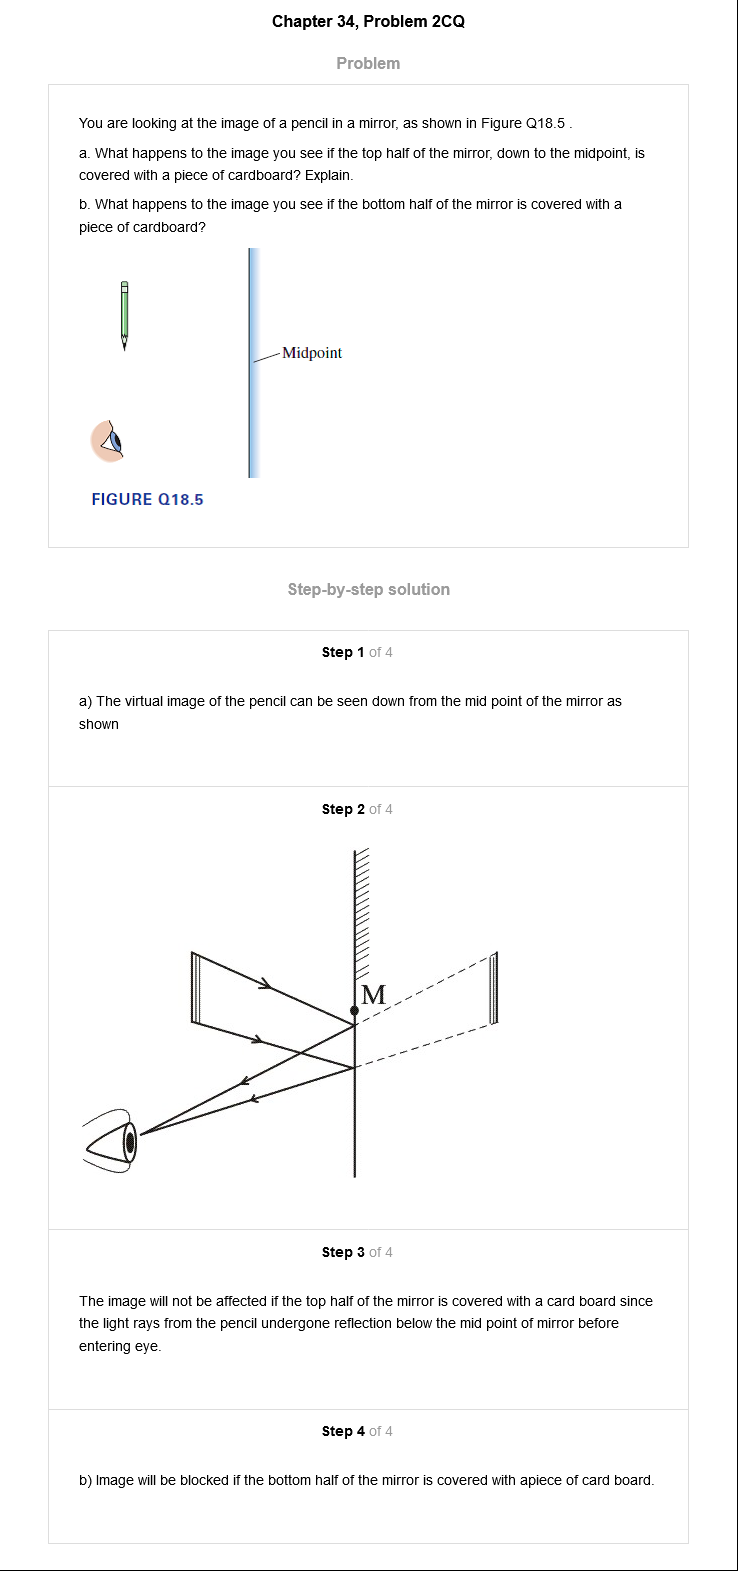 Chapter 34, Problem 2CQ
Problem
You are looking at the image of a pencil in a mirror, as shown in Figure Q18.5 .
a. What happens to the image you see if the top half of the mirror, down to the midpoint, is
covered with a piece of cardboard? Explain.
b. What happens to the image you see if the bottom half of the mirror is covered with a
piece of cardboard?
Midpoint
FIGURE Q18.5
Step-by-step solution
Step 1 of 4
a) The virtual image of the pencil can be seen down from the mid point of the mirror as
shown
Step 2 of 4
M
Step 3 of 4
The image will not be affected if the top half of the mirror is covered with a card board since
the light rays from the pencil undergone reflection below the mid point of mirror before
entering eye.
Step 4 of 4
b) Image will be blocked if the bottom half of the mirror is covered with apiece of card board.